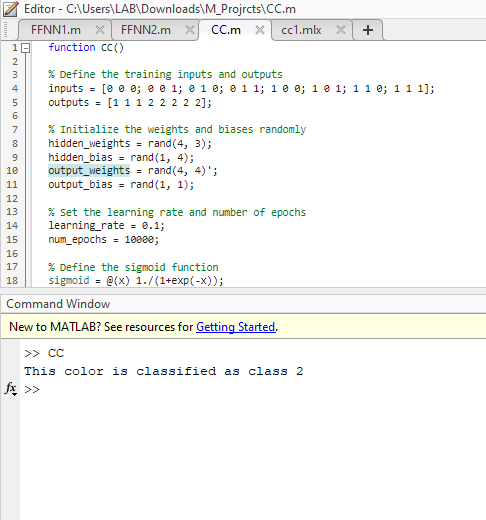 Editor - C:\Users\LAB\Downloads\M_Projrcts\CC.m
FFNN1.m FFNN2.m CC.m cc1.mlx
1 function CC()
2
3 % Define the training inputs and outputs
4 inputs = [0 0 0; 0 0 1; 0 1 0; 0 1 1; 1 0 0; 1 0 1; 1 1 0; 1 1 1];
5 outputs = [1 1 1 2 2 2 2 2];
6
7 % Initialize the weights and biases randomly
8 hidden_weights = rand(4, 3);
9 hidden_bias = rand(1, 4);
10 output_weights = rand(4, 4)';
11 output_bias = rand(1, 1);
12
13 % Set the learning rate and number of epochs
14 learning_rate = 0.1;
15 num_epochs = 10000;
16
17 % Define the sigmoid function
18 sigmoid = @(x) 1./(1+exp(-x));
Command Window
New to MATLAB? See resources for Getting Started.
>> CC
This color is classified as class 2
fx >>